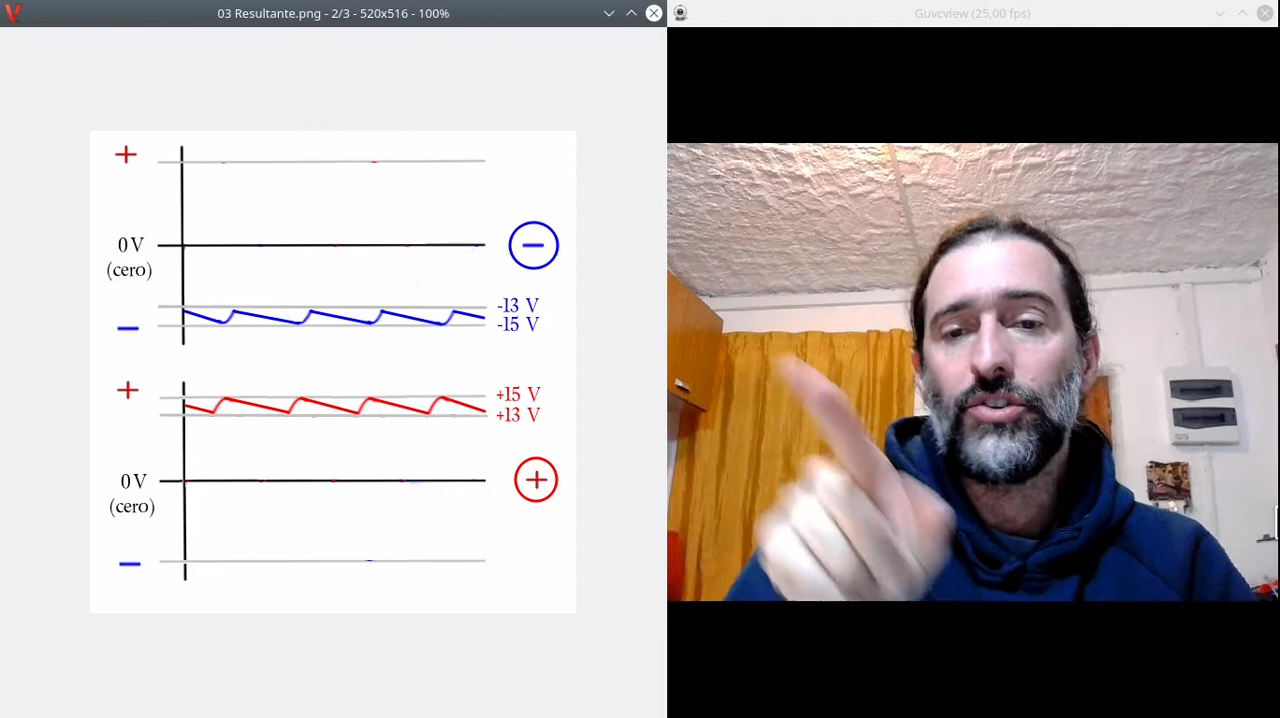 03 Resultante.png - 2/3 - 520x516 - 100%
Guvcview (25,00 fps)
+
0 V
(cero)
−
-13 V
-15 V
−
+
+15 V
+13 V
0 V
(cero)
+
−